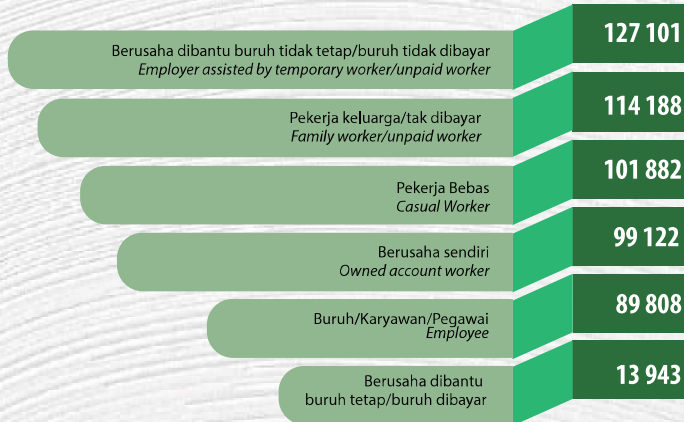 Berusaha dibantu buruh tidak tetap/buruh tidak dibayar
Employer assisted by temporary worker/unpaid worker
127 101
Pekerja keluarga/tak dibayar
Family worker/unpaid worker
114 188
Pekerja Bebas
Casual Worker
101 882
Berusaha sendiri
Owned account worker
99 122
Buruh/Karyawan/Pegawai
Employee
89 808
Berusaha dibantu
buruh tetap/buruh dibayar
13 943